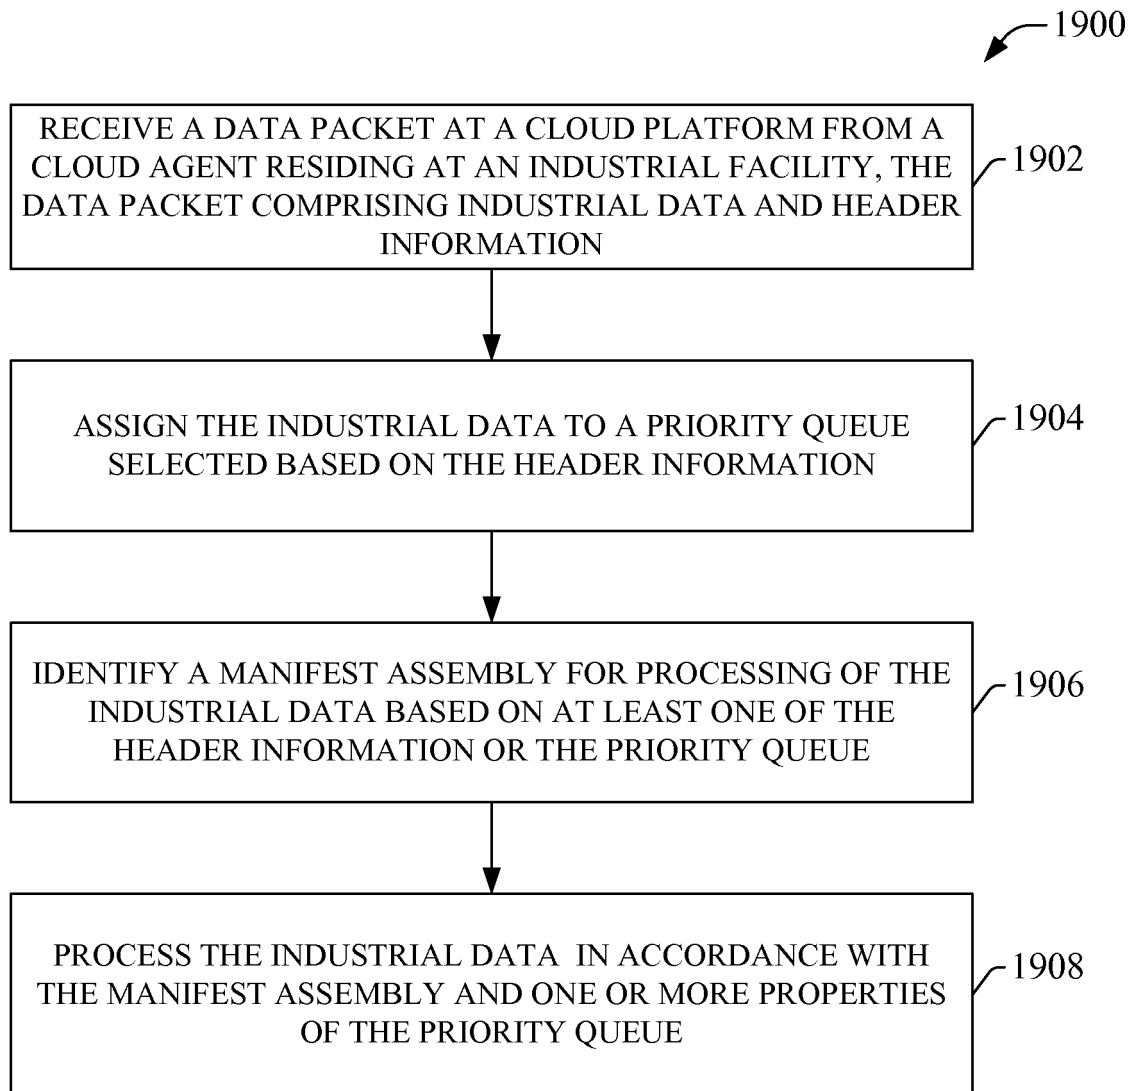 1900
RECEIVE A DATA PACKET AT A CLOUD PLATFORM FROM A
CLOUD AGENT RESIDING AT AN INDUSTRIAL FACILITY, THE
DATA PACKET COMPRISING INDUSTRIAL DATA AND HEADER
INFORMATION
1902
ASSIGN THE INDUSTRIAL DATA TO A PRIORITY QUEUE
SELECTED BASED ON THE HEADER INFORMATION
1904
IDENTIFY A MANIFEST ASSEMBLY FOR PROCESSING OF THE
INDUSTRIAL DATA BASED ON AT LEAST ONE OF THE
HEADER INFORMATION OR THE PRIORITY QUEUE
1906
PROCESS THE INDUSTRIAL DATA IN ACCORDANCE WITH
THE MANIFEST ASSEMBLY AND ONE OR MORE PROPERTIES
OF THE PRIORITY QUEUE
1908